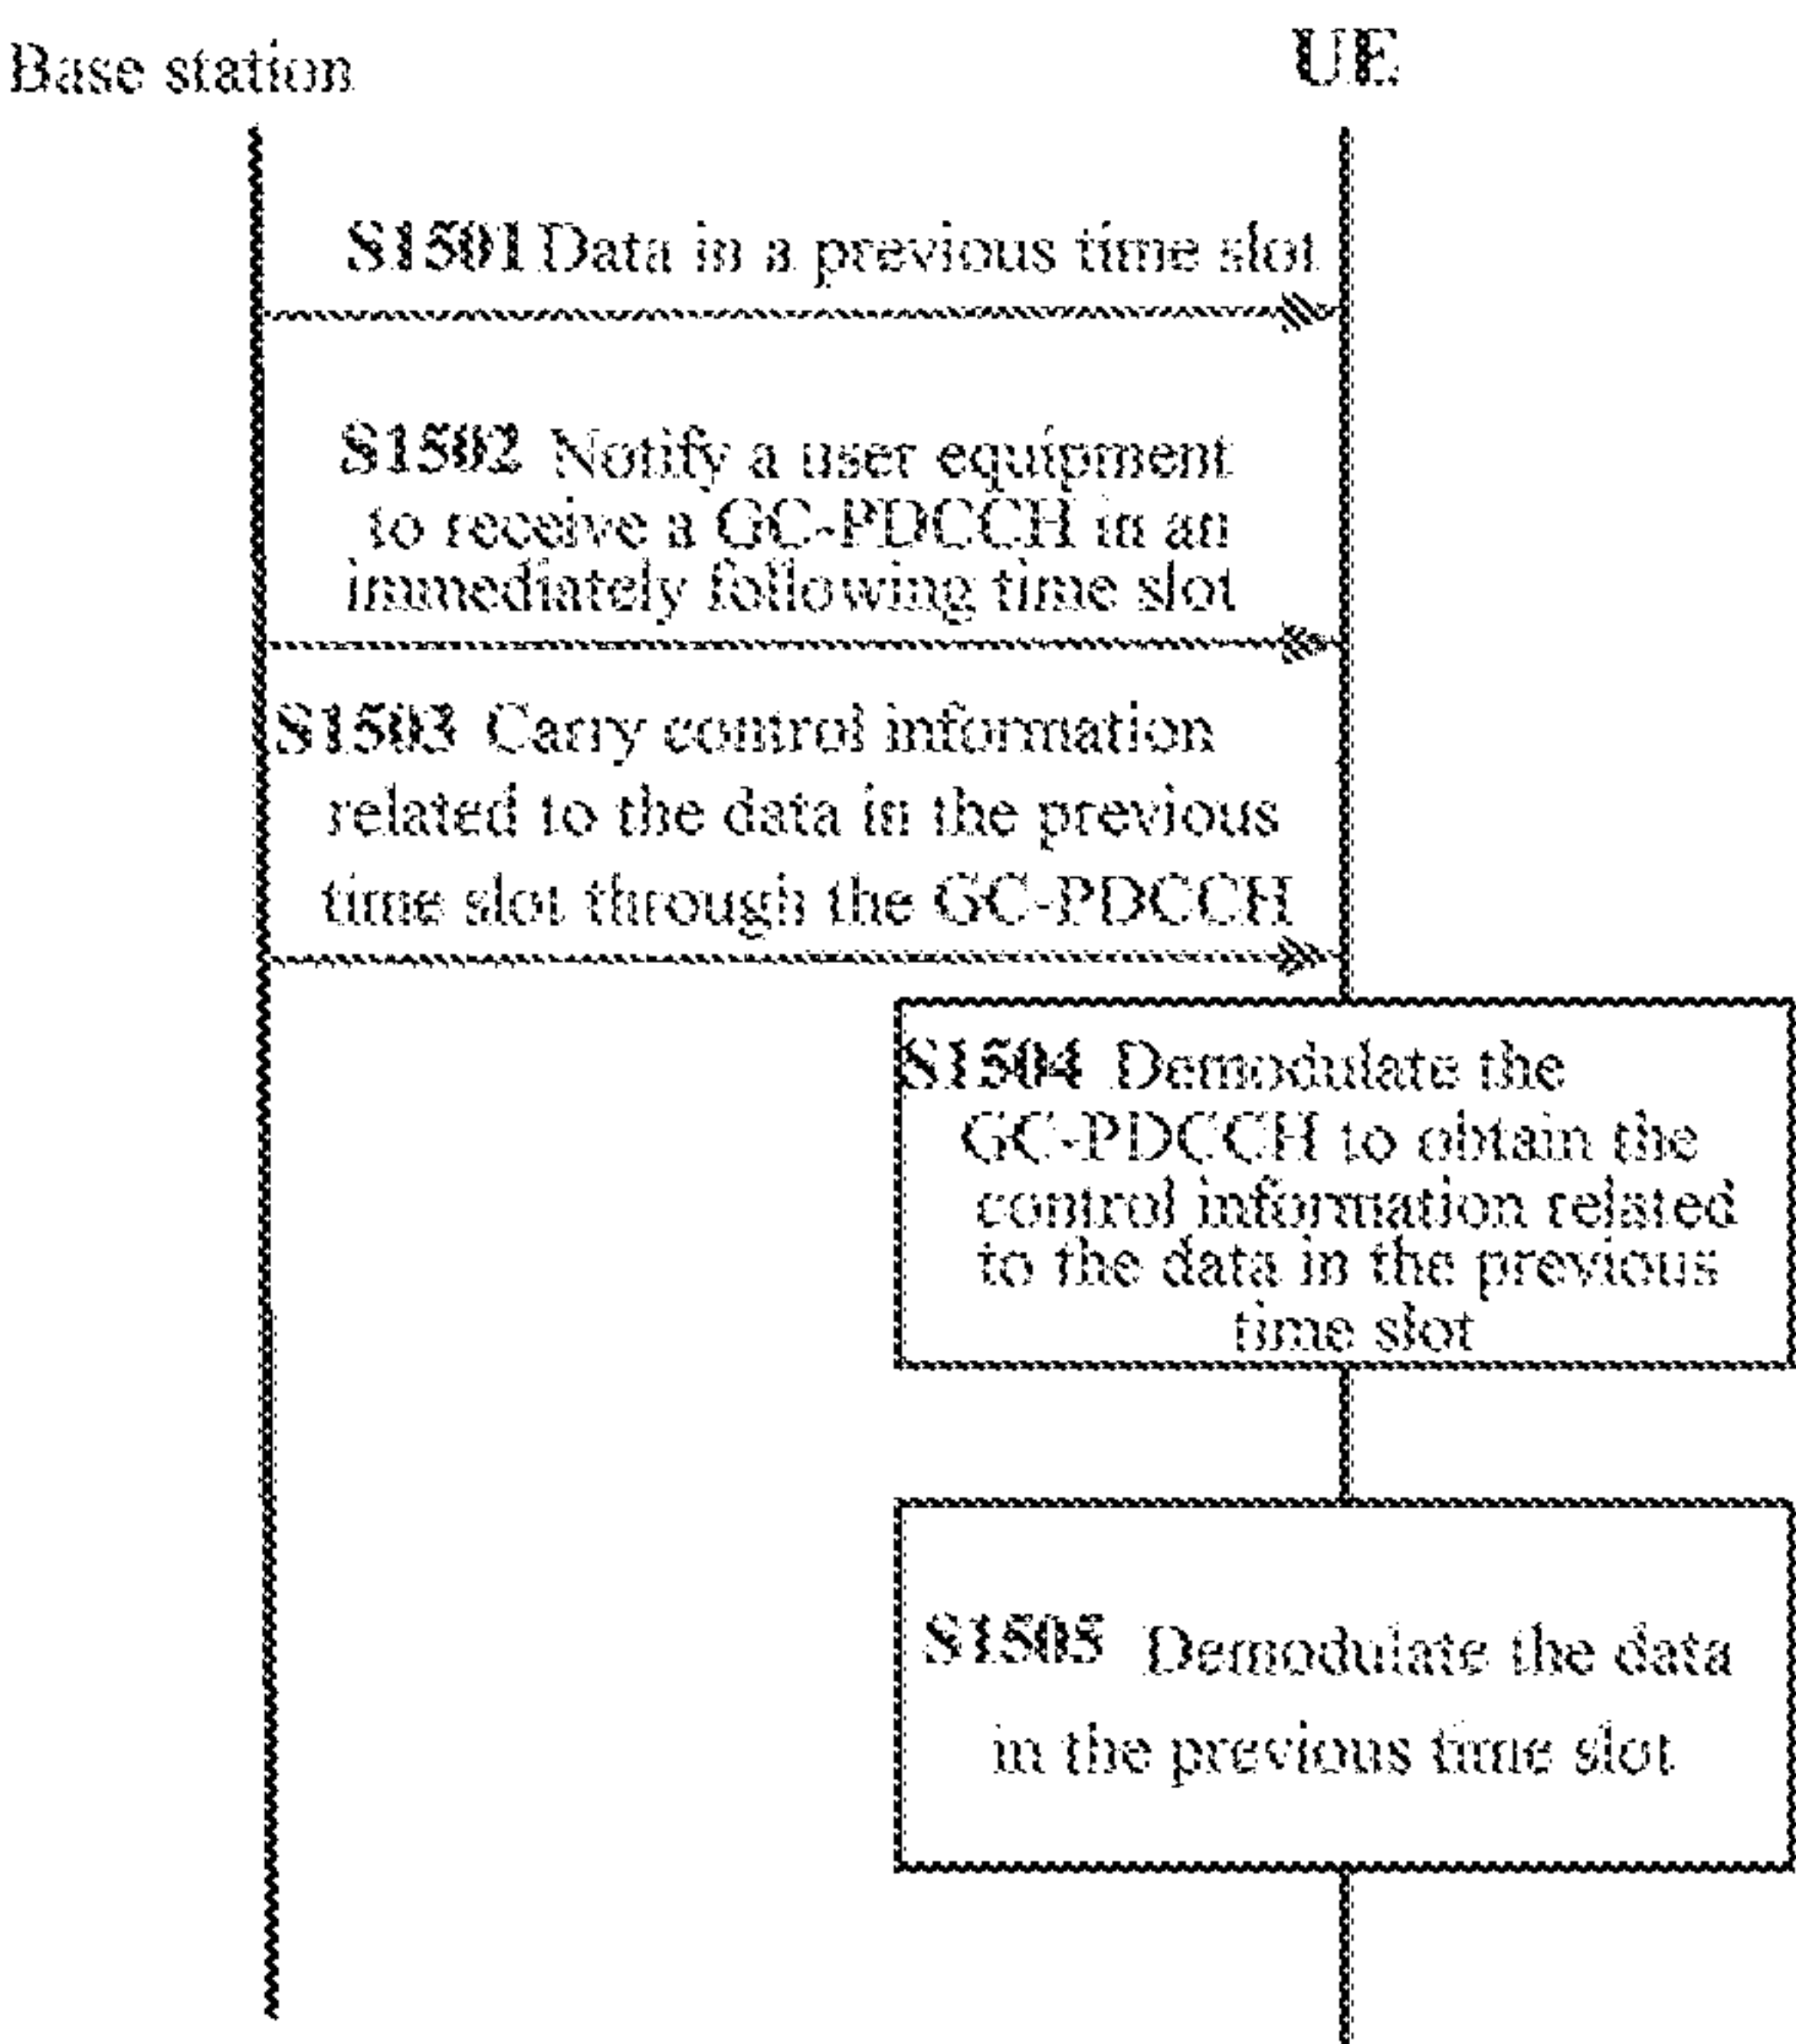 Base station
UE
S1501 Data in a previous time slot
S1502 Notify a user equipment
to receive a GC-PDCCH in an
immediately following time slot
S1503 Carry control information
related to the data in the previous
time slot through the GC-PDCCH
S1504 Demodulate the
GC-PDCCH to obtain the
control information related
to the data in the previous
time slot
S1505 Demodulate the data
in the previous time slot